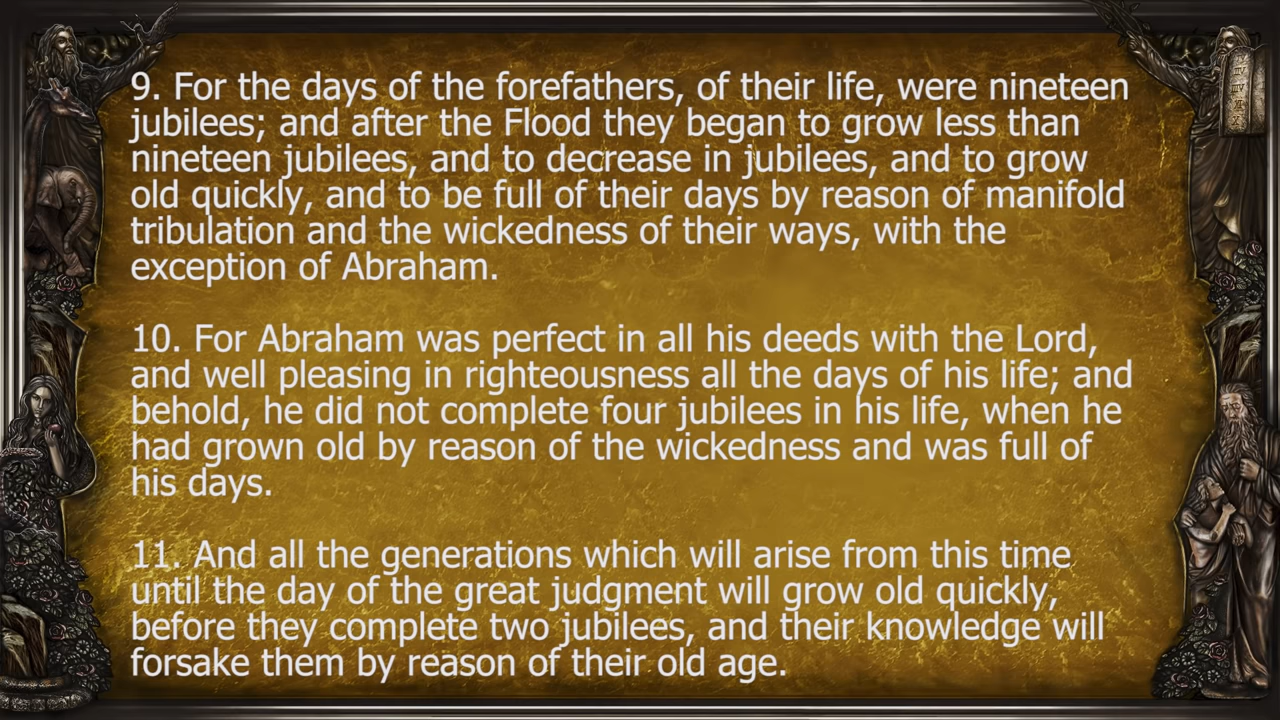 9. For the days of the forefathers, of their life, were nineteen
jubilees; and after the Flood they began to grow less than
nineteen jubilees, and to decrease in jubilees, and to grow
old quickly, and to be full of their days by reason of manifold
tribulation and the wickedness of their ways, with the
exception of Abraham.
10. For Abraham was perfect in all his deeds with the Lord,
and well pleasing in righteousness all the days of his life; and
behold, he did not complete four jubilees in his life, when he
had grown old by reason of the wickedness and was full of
his days.
11. And all the generations which will arise from this time
until the day of the great judgment will grow old quickly,
before they complete two jubilees, and their knowledge will
forsake them by reason of their old age.